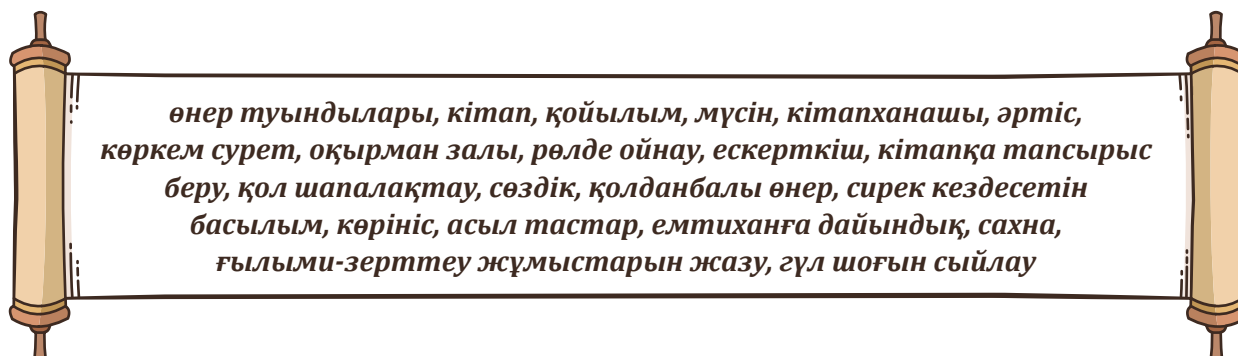 өнер туындылары, кітап, қойылым, мүсін, кітапханашы, әртіс,
көркем сурет, оқырман залы, рөлде ойнау, ескерткіш, кітапқа тапсырыс
беру, қол шапалақтау, сөздік, қолданбалы өнер, сирек кездесетін
басылым, көрініс, асыл тастар, емтиханға дайындық, сахна,
ғылыми-зерттеу жұмыстарын жазу, гүл шоғын сыйлау